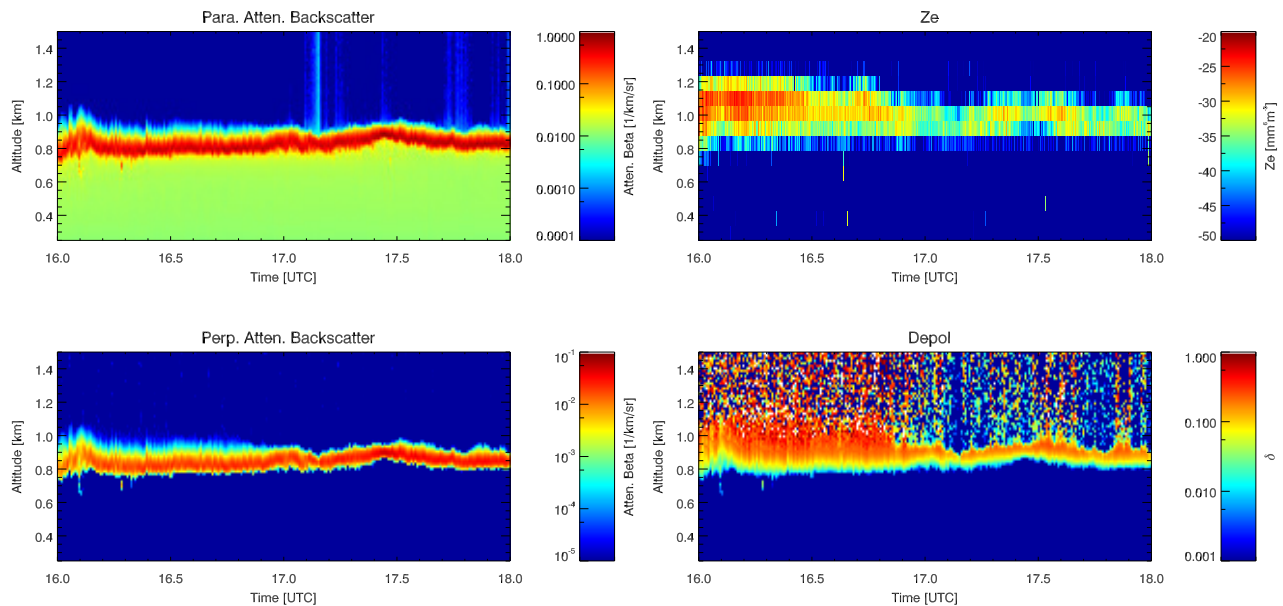 Para. Atten. Backscatter
1.4
1.2
1.0
0.8
0.6
0.4
Altitude [km]
16.0 16.5 17.0 17.5 18.0
Time [UTC]
1.0000
0.1000
0.0100
0.0010
0.0001
Atten. Beta [1/km/sr]
Ze
1.4
1.2
1.0
0.8
0.6
0.4
Altitude [km]
16.0 16.5 17.0 17.5 18.0
Time [UTC]
-20
-25
-30
-35
-40
-45
-50
Ze [mm⁶m³]
Perp. Atten. Backscatter
1.4
1.2
1.0
0.8
0.6
0.4
Altitude [km]
16.0 16.5 17.0 17.5 18.0
Time [UTC]
10⁻¹
10⁻²
10⁻³
10⁻⁴
10⁻⁵
Atten. Beta [1/km/sr]
Depol
1.4
1.2
1.0
0.8
0.6
0.4
Altitude [km]
16.0 16.5 17.0 17.5 18.0
Time [UTC]
1.000
0.100
0.010
0.001
δ